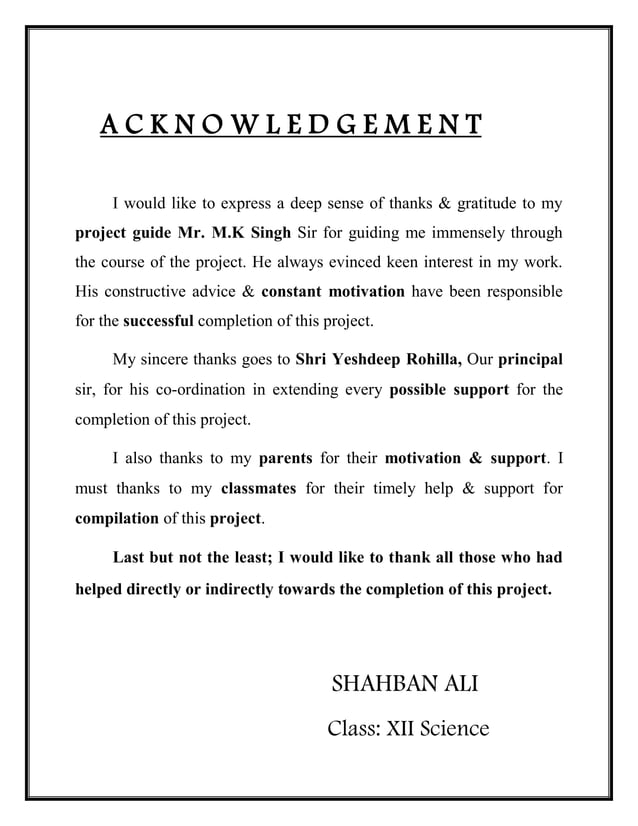 ACKNOWLEDGEMENT
I would like to express a deep sense of thanks & gratitude to my
project guide Mr. M.K Singh Sir for guiding me immensely through
the course of the project. He always evinced keen interest in my work.
His constructive advice & constant motivation have been responsible
for the successful completion of this project.
My sincere thanks goes to Shri Yeshdeep Rohilla, Our principal
sir, for his co-ordination in extending every possible support for the
completion of this project.
I also thanks to my parents for their motivation & support. I
must thanks to my classmates for their timely help & support for
compilation of this project.
Last but not the least; I would like to thank all those who had
helped directly or indirectly towards the completion of this project.
SHAHBAN ALI
Class: XII Science